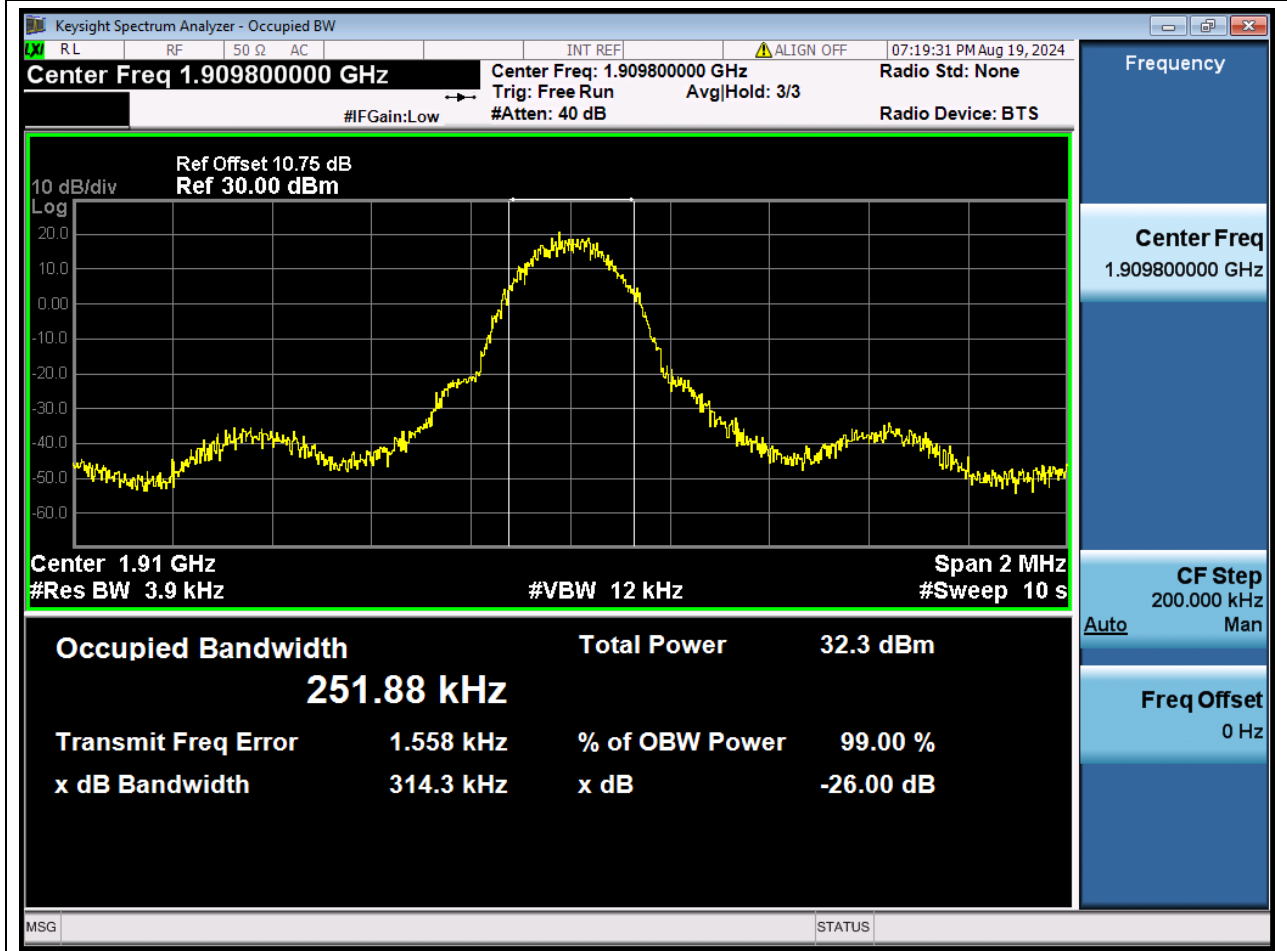 Keysight Spectrum Analyzer - Occupied BW
LXI RL RF 50 Ω AC INT REF ALIGN OFF 07:19:31 PM Aug 19, 2024
Center Freq 1.909800000 GHz
Center Freq: 1.909800000 GHz Radio Std: None
Trig: Free Run Avg|Hold: 3/3
#IFGain:Low #Atten: 40 dB Radio Device: BTS
Ref Offset 10.75 dB
10 dB/div Ref 30.00 dBm
Log
20.0
10.0
0.00
-10.0
-20.0
-30.0
-40.0
-50.0
-60.0
Center 1.91 GHz Span 2 MHz
#Res BW 3.9 kHz #VBW 12 kHz #Sweep 10 s
Occupied Bandwidth Total Power 32.3 dBm
251.88 kHz
Transmit Freq Error 1.558 kHz % of OBW Power 99.00 %
x dB Bandwidth 314.3 kHz x dB -26.00 dB
Frequency
Center Freq
1.909800000 GHz
CF Step
200.000 kHz
Auto Man
Freq Offset
0 Hz
MSG STATUS